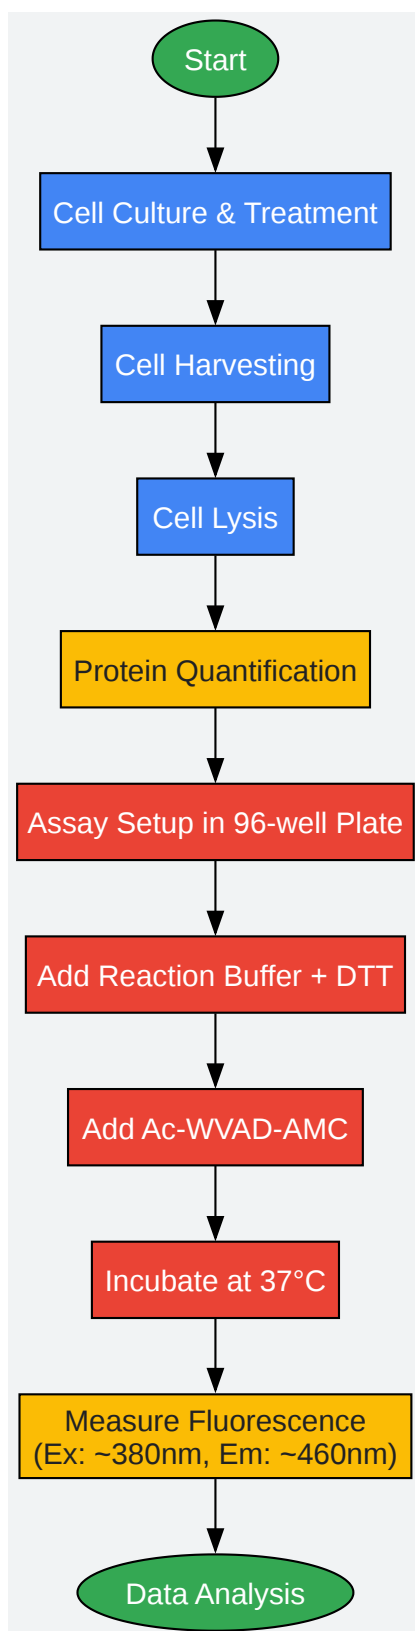 Start
Cell Culture & Treatment
Cell Harvesting
Cell Lysis
Protein Quantification
Assay Setup in 96-well Plate
Add Reaction Buffer + DTT
Add Ac-WVAD-AMC
Incubate at 37°C
Measure Fluorescence
(Ex: ~380nm, Em: ~460nm)
Data Analysis